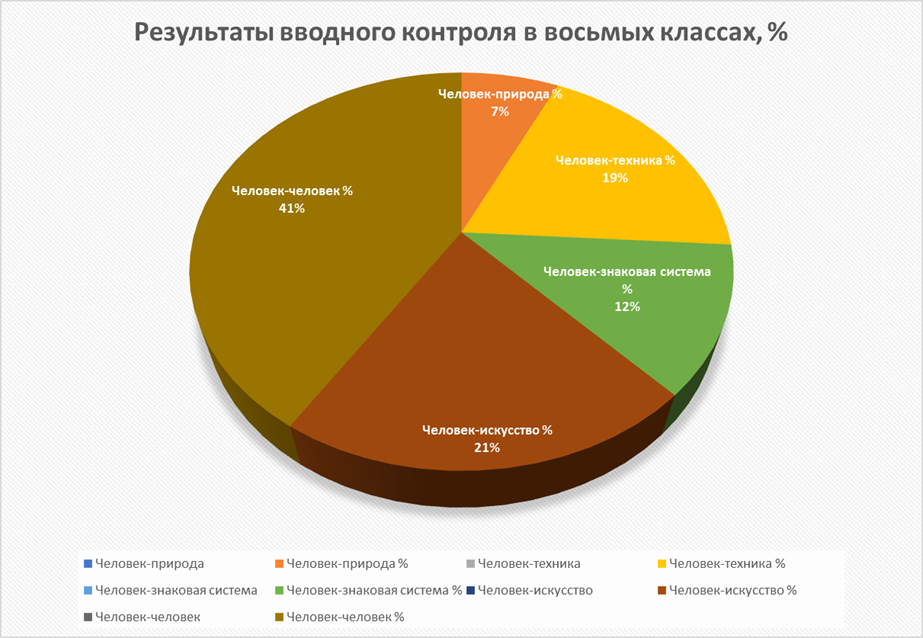 Результаты вводного контроля в восьмых классах, %
Человек-природа %
7%
Человек-техника %
19%
Человек-человек %
41%
Человек-знаковая система
%
12%
Человек-искусство %
21%
Человек-природа
Человек-природа %
Человек-техника
Человек-техника %
Человек-знаковая система
Человек-знаковая система %
Человек-искусство
Человек-искусство %
Человек-человек
Человек-человек %